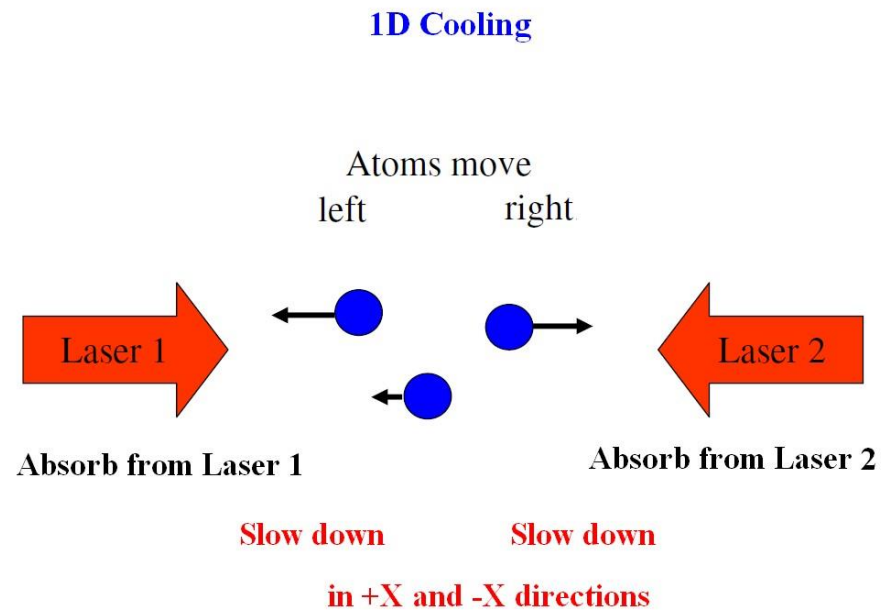 1D Cooling
Atoms move
left right
Laser 1 Laser 2
Absorb from Laser 1 Absorb from Laser 2
Slow down Slow down
in +X and -X directions